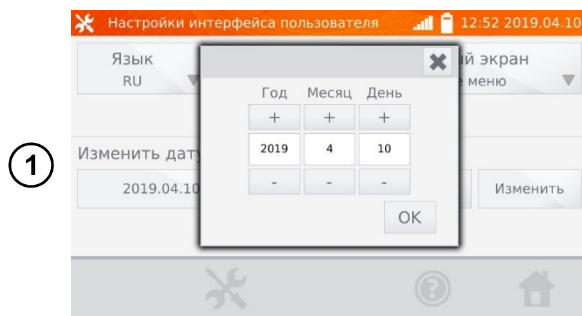 Настройки интерфейса пользователя 12:52 2019.04.10
Язык
RU
й экран
е меню
Год Месяц День
+ + +
1
Изменить дату
2019 4 10
2019.04.10
- - -
Изменить
OK